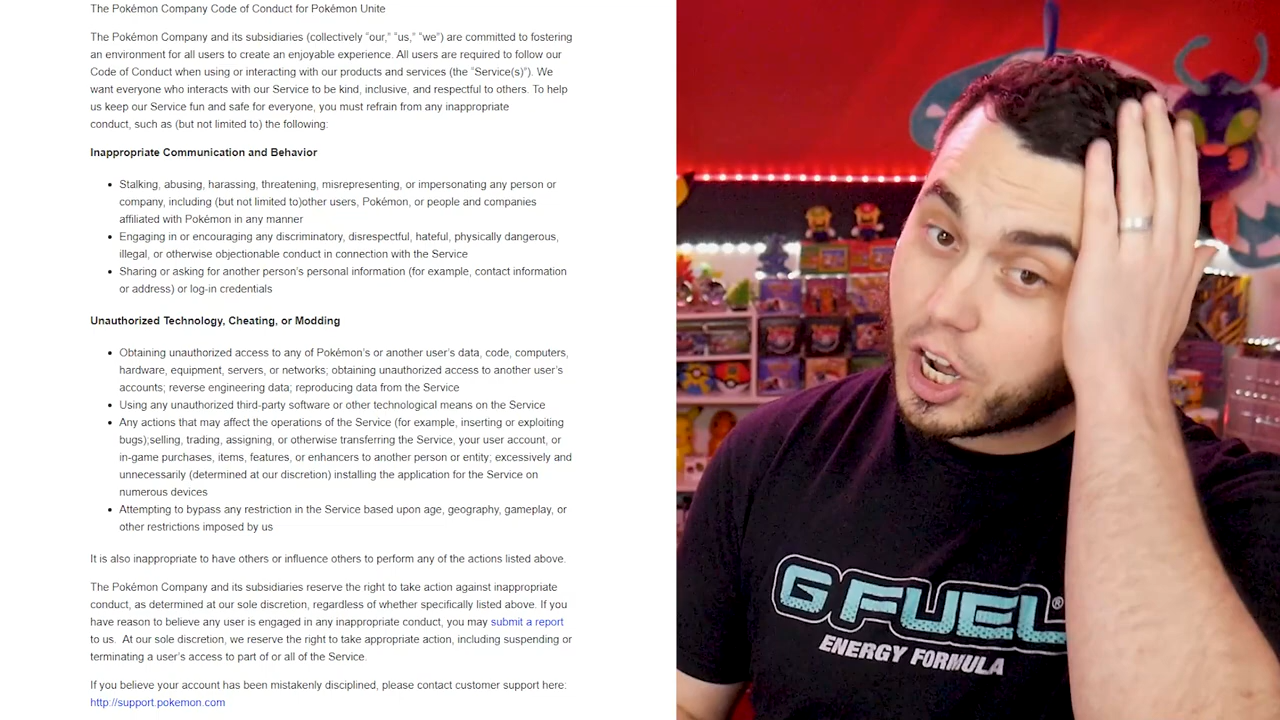 The Pokémon Company Code of Conduct for Pokémon Unite
The Pokémon Company and its subsidiaries (collectively “our,” “us,” “we”) are committed to fostering
an environment for all users to create an enjoyable experience. All users are required to follow our
Code of Conduct when using or interacting with our products and services (the “Service(s)”). We
want everyone who interacts with our Service to be kind, inclusive, and respectful to others. To help
us keep our Service fun and safe for everyone, you must refrain from any inappropriate
conduct, such as (but not limited to) the following:
Inappropriate Communication and Behavior
• Stalking, abusing, harassing, threatening, misrepresenting, or impersonating any person or
company, including (but not limited to)other users, Pokémon, or people and companies
affiliated with Pokémon in any manner
• Engaging in or encouraging any discriminatory, disrespectful, hateful, physically dangerous,
illegal, or otherwise objectionable conduct in connection with the Service
• Sharing or asking for another person’s personal information (for example, contact information
or address) or log-in credentials
Unauthorized Technology, Cheating, or Modding
• Obtaining unauthorized access to any of Pokémon’s or another user’s data, code, computers,
hardware, equipment, servers, or networks; obtaining unauthorized access to another user’s
accounts; reverse engineering data; reproducing data from the Service
• Using any unauthorized third-party software or other technological means on the Service
• Any actions that may affect the operations of the Service (for example, inserting or exploiting
bugs);selling, trading, assigning, or otherwise transferring the Service, your user account, or
in-game purchases, items, features, or enhancers to another person or entity; excessively and
unnecessarily (determined at our discretion) installing the application for the Service on
numerous devices
• Attempting to bypass any restriction in the Service based upon age, geography, gameplay, or
other restrictions imposed by us
It is also inappropriate to have others or influence others to perform any of the actions listed above.
The Pokémon Company and its subsidiaries reserve the right to take action against inappropriate
conduct, as determined at our sole discretion, regardless of whether specifically listed above. If you
have reason to believe any user is engaged in any inappropriate conduct, you may submit a report
to us. At our sole discretion, we reserve the right to take appropriate action, including suspending or
terminating a user’s access to part of or all of the Service.
If you believe your account has been mistakenly disciplined, please contact customer support here:
http://support.pokemon.com
G FUEL®
ENERGY FORMULA